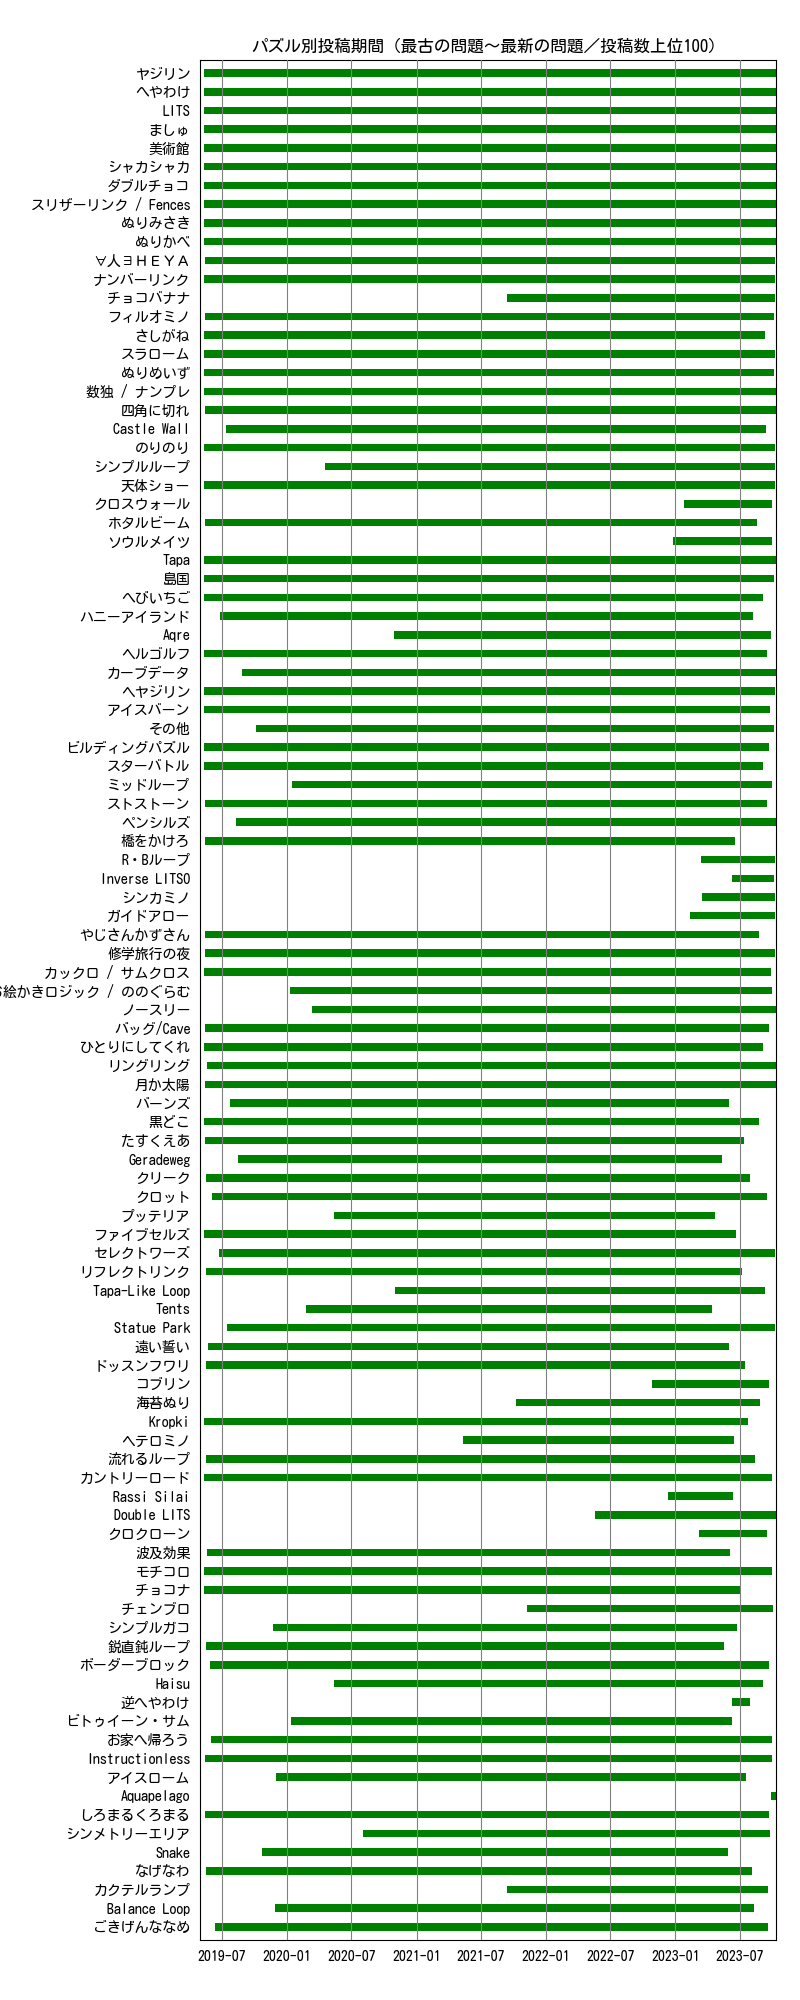 パズル別投稿期間（最古の問題～最新の問題／投稿数上位100）
ヤジリン
へやわけ
LITS
ましゅ
美術館
シャカシャカ
ダブルチョコ
スリザーリンク / Fences
ぬりみさき
ぬりかべ
∀人ヨＨＥＹＡ
ナンバーリンク
チョコバナナ
フィルオミノ
さしがね
スラローム
ぬりめいず
数独 / ナンプレ
四角に切れ
Castle Wall
のりのり
シンプルループ
天体ショー
クロスウォール
ホタルビーム
ソウルメイツ
Tapa
島国
へびいちご
ハニーアイランド
Aqre
ヘルゴルフ
カーブデータ
へヤジリン
アイスバーン
その他
ビルディングパズル
スターバトル
ミッドループ
ストストーン
ペンシルズ
橋をかけろ
R・Bループ
Inverse LITSO
シンカミノ
ガイドアロー
やじさんかずさん
修学旅行の夜
カックロ / サムクロス
絵かきロジック / ののぐらむ
ノースリー
バッグ/Cave
ひとりにしてくれ
リングリング
月か太陽
バーンズ
黒どこ
たすくえあ
Geradeweg
クリーク
クロット
プッテリア
ファイブセルズ
セレクトワーズ
リフレクトリンク
Tapa-Like Loop
Tents
Statue Park
遠い誓い
ドッスンフワリ
コブリン
海苔ぬり
Kropki
ヘテロミノ
流れるループ
カントリーロード
Rassi Silai
Double LITS
クロクローン
波及効果
モチコロ
チョコナ
チェンブロ
シンプルガコ
鋭直鈍ループ
ボーダーブロック
Haisu
逆へやわけ
ビトゥイーン・サム
お家へ帰ろう
Instructionless
アイスローム
Aquapelago
しろまるくろまる
シンメトリーエリア
Snake
なげなわ
カクテルランプ
Balance Loop
ごきげんななめ
2019-07 2020-01 2020-07 2021-01 2021-07 2022-01 2022-07 2023-01 2023-07